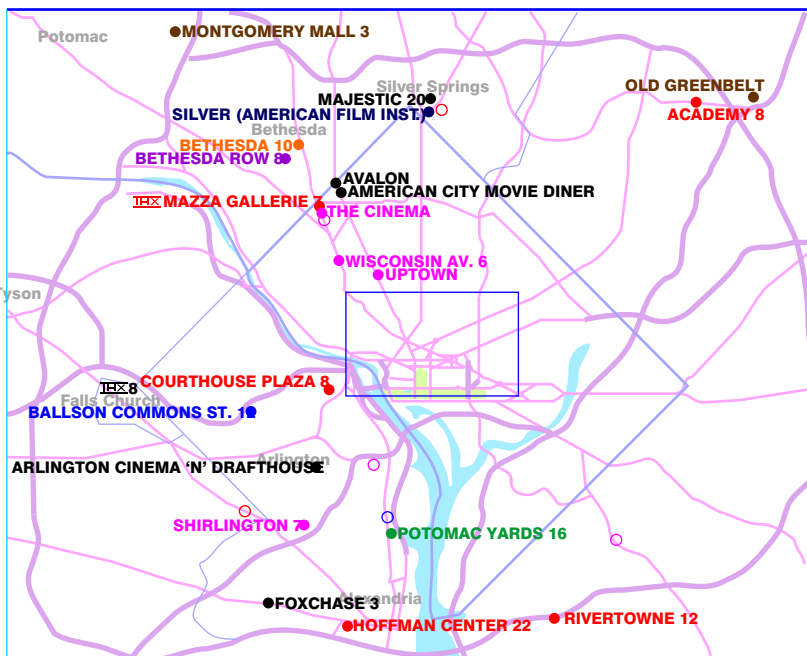 MONTGOMERY MALL 3
Potomac
Silver Springs
OLD GREENBELT
MAJESTIC 20
SILVER (AMERICAN FILM INST.)
ACADEMY 8
Bethesda
BETHESDA 10
BETHESDA ROW 8
AVALON
AMERICAN CITY MOVIE DINER
THX MAZZA GALLERIE 7
THE CINEMA
WISCONSIN AV. 6
UPTOWN
Tyson
COURTHOUSE PLAZA 8
THX 8
Falls Church
BALLSON COMMONS ST. 12
Arlington
ARLINGTON CINEMA ‘N’ DRAFTHOUSE
SHIRLINGTON 7
POTOMAC YARDS 16
Alexandria
FOXCHASE 3
HOFFMAN CENTER 22
RIVERTOWNE 12